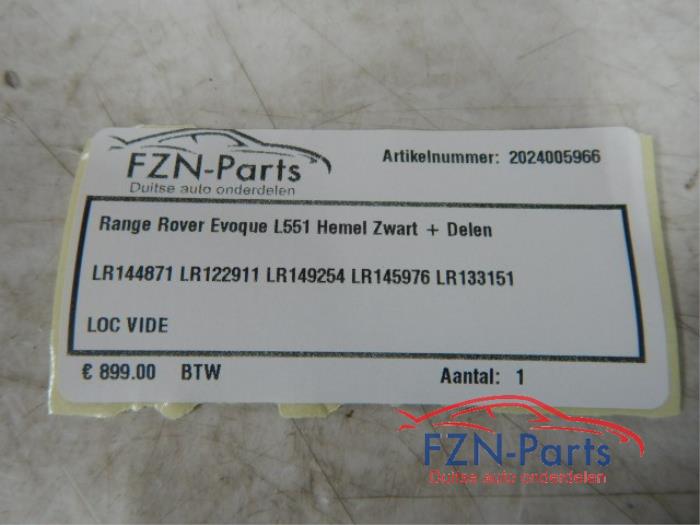 FZN-Parts
Duitse auto onderdelen
Artikelnummer: 2024005966
Range Rover Evoque L551 Hemel Zwart + Delen
LR144871 LR122911 LR149254 LR145976 LR133151
LOC VIDE
€ 899.00 BTW
Aantal: 1
FZN-Parts
Duitse auto onderdelen